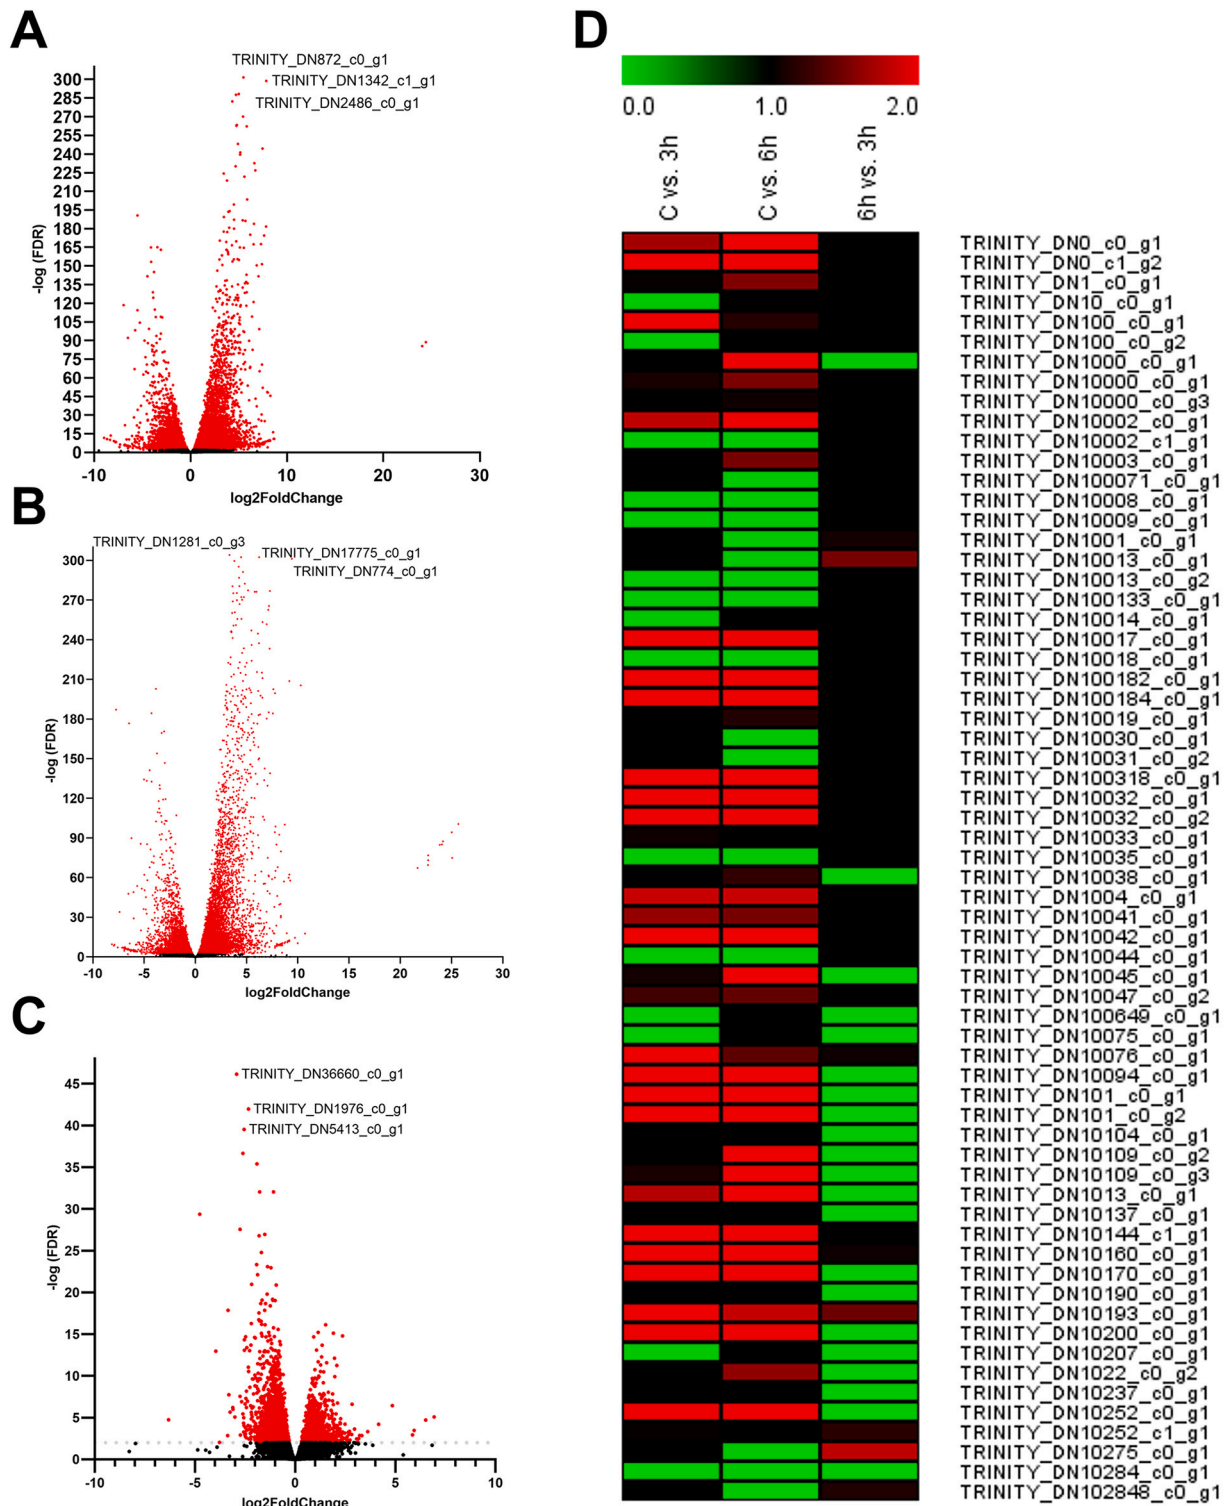 A
TRINITY_DN872_c0_g1
TRINITY_DN1342_c1_g1
TRINITY_DN2486_c0_g1
300
285
270
255
240
225
210
195
180
165
150
135
120
105
90
75
60
45
30
15
0
-log (FDR)
-10 0 10 20 30
log2FoldChange
B
TRINITY_DN1281_c0_g3
TRINITY_DN17775_c0_g1
TRINITY_DN774_c0_g1
300
270
240
210
180
150
120
90
60
30
0
-log (FDR)
-10 -5 0 5 10 15 20 25 30
log2FoldChange
C
TRINITY_DN36660_c0_g1
TRINITY_DN1976_c0_g1
TRINITY_DN5413_c0_g1
45
40
35
30
25
20
15
10
5
0
-log (FDR)
-10 -5 0 5 10
log2FoldChange
D
0.0 1.0 2.0
C vs. 3h
C vs. 6h
6h vs. 3h
TRINITY_DN0_c0_g1
TRINITY_DN0_c1_g2
TRINITY_DN1_c0_g1
TRINITY_DN10_c0_g1
TRINITY_DN100_c0_g1
TRINITY_DN100_c0_g2
TRINITY_DN1000_c0_g1
TRINITY_DN10000_c0_g1
TRINITY_DN10000_c0_g3
TRINITY_DN10002_c0_g1
TRINITY_DN10002_c1_g1
TRINITY_DN10003_c0_g1
TRINITY_DN100071_c0_g1
TRINITY_DN10008_c0_g1
TRINITY_DN10009_c0_g1
TRINITY_DN1001_c0_g1
TRINITY_DN10013_c0_g1
TRINITY_DN10013_c0_g2
TRINITY_DN100133_c0_g1
TRINITY_DN10014_c0_g1
TRINITY_DN10017_c0_g1
TRINITY_DN10018_c0_g1
TRINITY_DN100182_c0_g1
TRINITY_DN100184_c0_g1
TRINITY_DN10019_c0_g1
TRINITY_DN10030_c0_g1
TRINITY_DN10031_c0_g2
TRINITY_DN100318_c0_g1
TRINITY_DN10032_c0_g1
TRINITY_DN10032_c0_g2
TRINITY_DN10033_c0_g1
TRINITY_DN10035_c0_g1
TRINITY_DN10038_c0_g1
TRINITY_DN1004_c0_g1
TRINITY_DN10041_c0_g1
TRINITY_DN10042_c0_g1
TRINITY_DN10044_c0_g1
TRINITY_DN10045_c0_g1
TRINITY_DN10047_c0_g2
TRINITY_DN100649_c0_g1
TRINITY_DN10075_c0_g1
TRINITY_DN10076_c0_g1
TRINITY_DN10094_c0_g1
TRINITY_DN101_c0_g1
TRINITY_DN101_c0_g2
TRINITY_DN10104_c0_g1
TRINITY_DN10109_c0_g2
TRINITY_DN10109_c0_g3
TRINITY_DN1013_c0_g1
TRINITY_DN10137_c0_g1
TRINITY_DN10144_c1_g1
TRINITY_DN10160_c0_g1
TRINITY_DN10170_c0_g1
TRINITY_DN10190_c0_g1
TRINITY_DN10193_c0_g1
TRINITY_DN10200_c0_g1
TRINITY_DN10207_c0_g1
TRINITY_DN1022_c0_g2
TRINITY_DN10237_c0_g1
TRINITY_DN10252_c0_g1
TRINITY_DN10252_c1_g1
TRINITY_DN10275_c0_g1
TRINITY_DN10284_c0_g1
TRINITY_DN102848_c0_g1